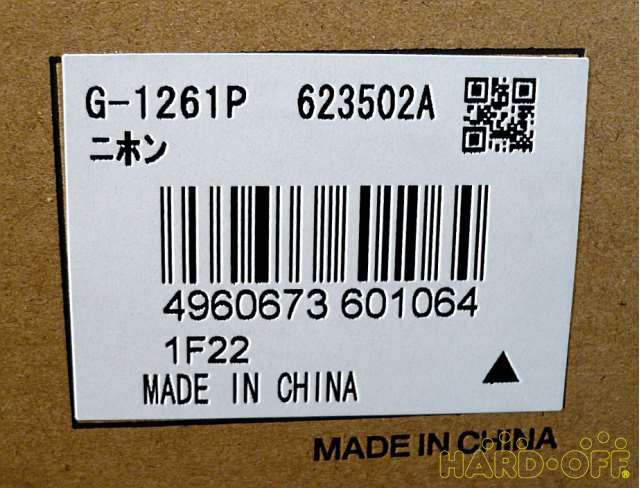 G-1261P 623502A
ニホン
4960673 601064
1F22
MADE IN CHINA
MADE IN CHINA
HARD-OFF